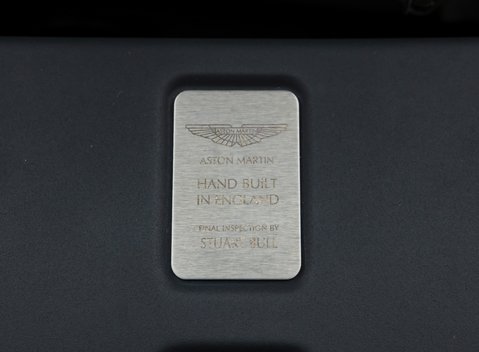 ASTON MARTIN
ASTON MARTIN
HAND BUILT
IN ENGLAND
FINAL INSPECTION BY
STUART BULL